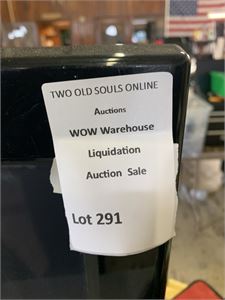 TWO OLD SOULS ONLINE
Auctions
WOW Warehouse
Liquidation
Auction Sale
Lot 291